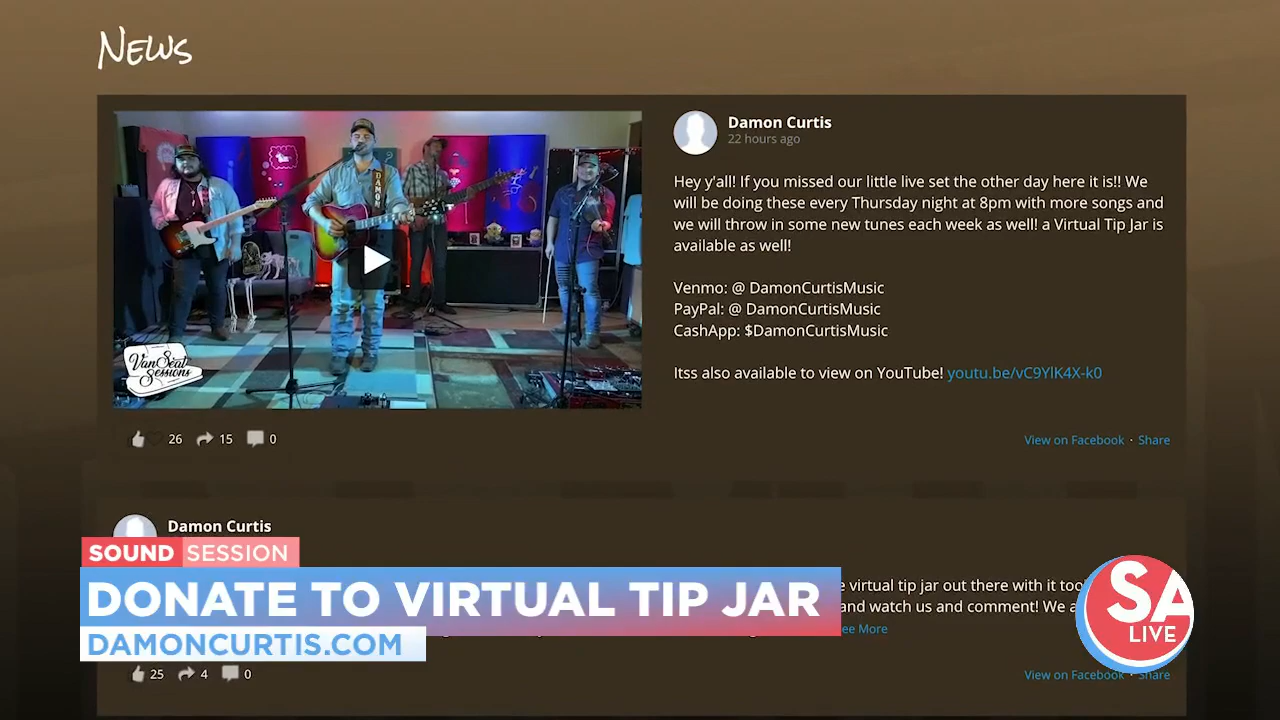 News
Damon Curtis
22 hours ago
Hey y'all! If you missed our little live set the other day here it is!! We
will be doing these every Thursday night at 8pm with more songs and
we will throw in some new tunes each week as well! a Virtual Tip Jar is
available as well!
Venmo: @ DamonCurtisMusic
PayPal: @ DamonCurtisMusic
CashApp: $DamonCurtisMusic
Itss also available to view on YouTube! youtu.be/vC9YlK4X-k0
DAMON
Van Seat
Sessions
26 15 0
View on Facebook · Share
Damon Curtis
SOUND SESSION
virtual tip jar out there with it too
DONATE TO VIRTUAL TIP JAR
and watch us and comment! We a
DAMONCURTIS.COM
ee More
SA
LIVE
25 4 0
View on Facebook · Share